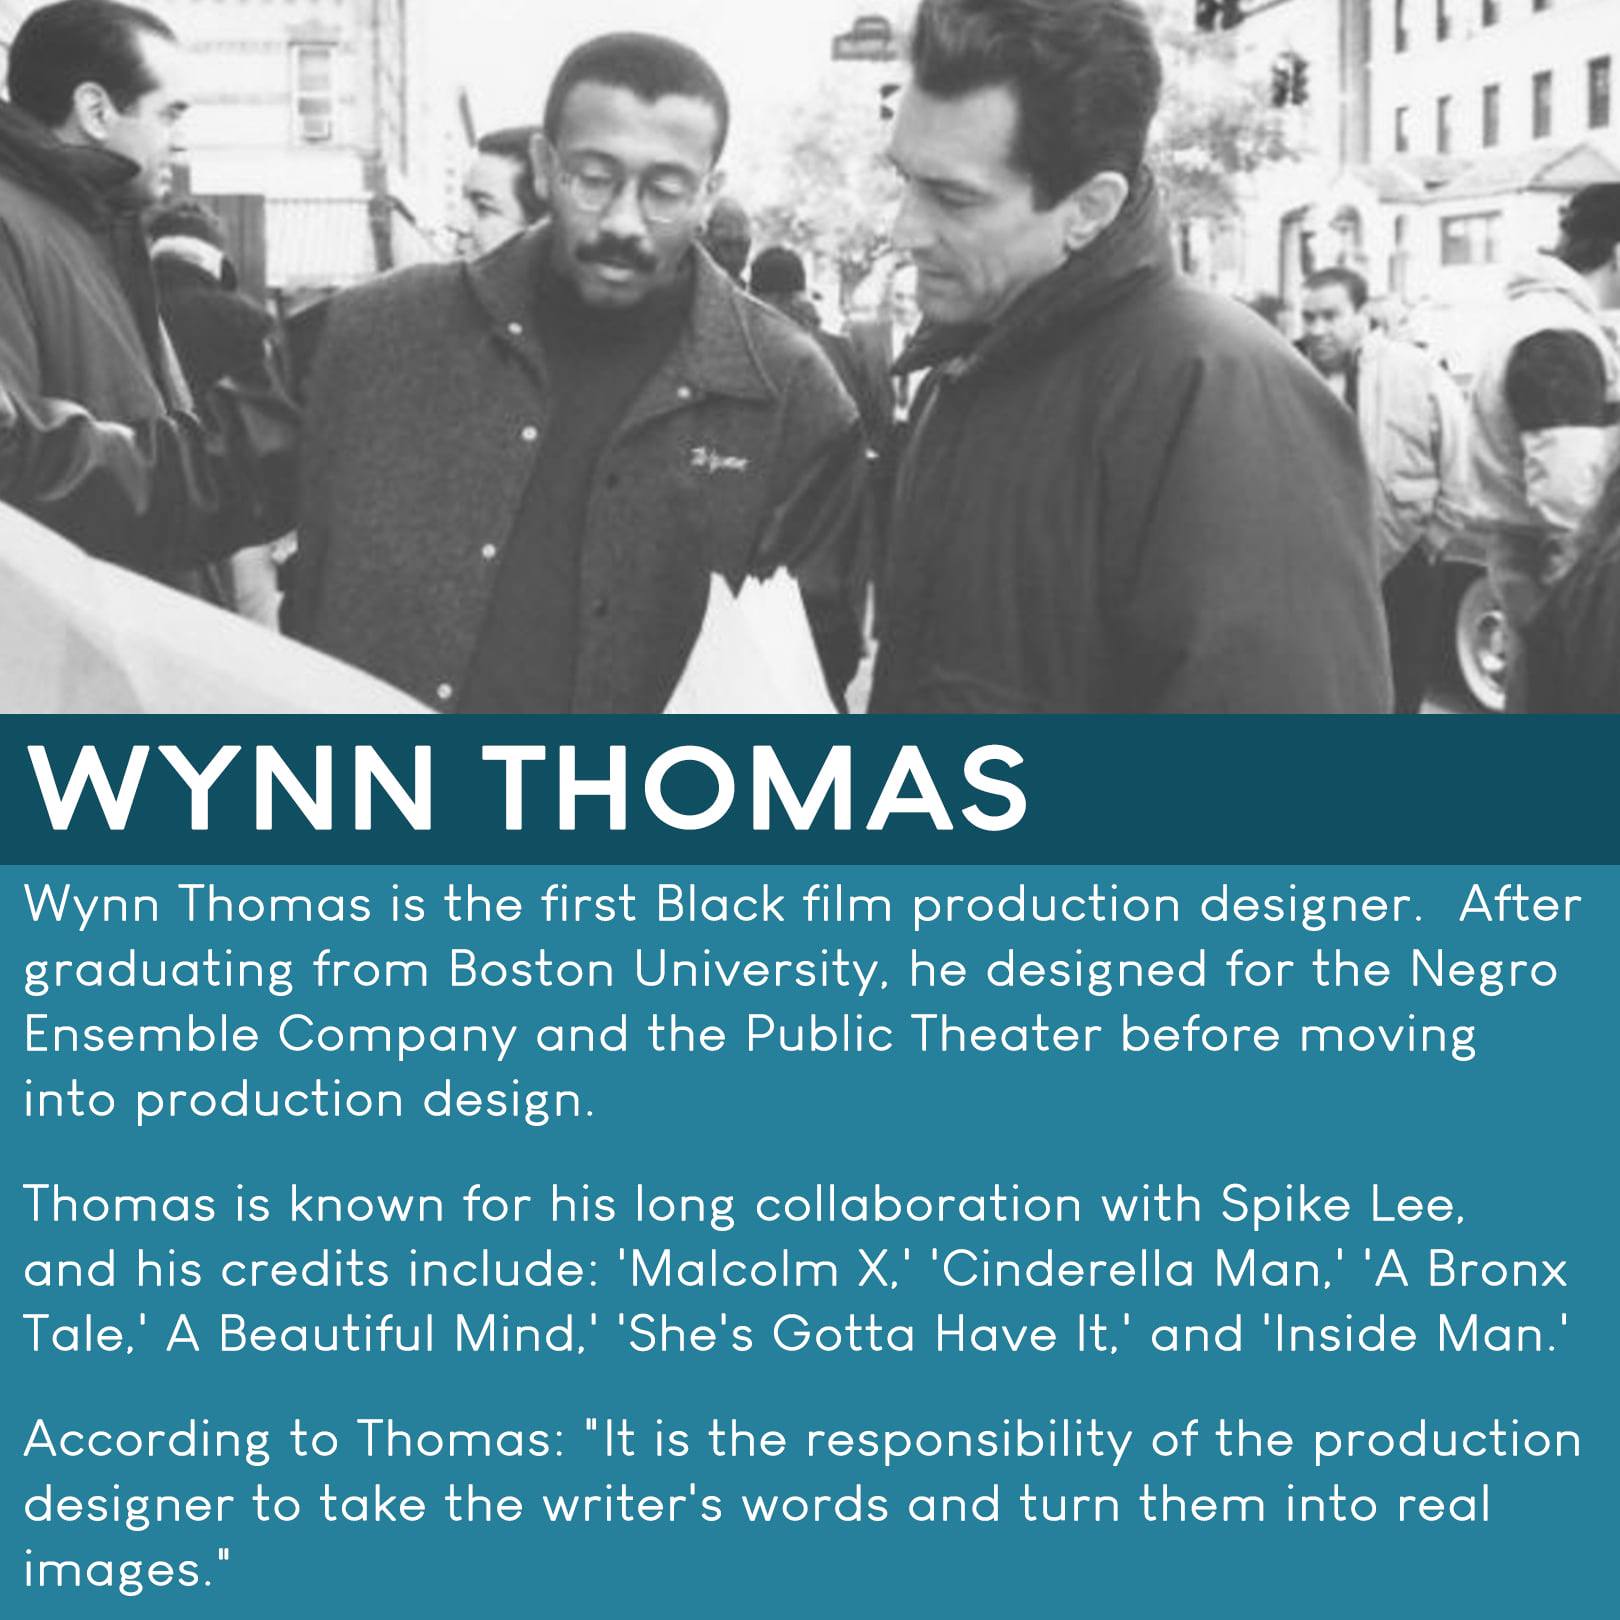 WYNN THOMAS
Wynn Thomas is the first Black film production designer.  After
graduating from Boston University, he designed for the Negro
Ensemble Company and the Public Theater before moving
into production design.
Thomas is known for his long collaboration with Spike Lee,
and his credits include: 'Malcolm X,' 'Cinderella Man,' 'A Bronx
Tale,' A Beautiful Mind,' 'She's Gotta Have It,' and 'Inside Man.'
According to Thomas: "It is the responsibility of the production
designer to take the writer's words and turn them into real
images."